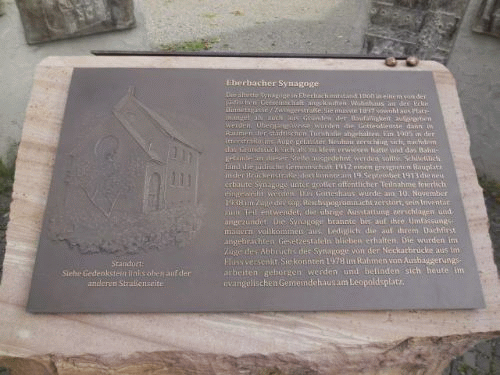 Eberbacher Synagoge
Die älteste Synagoge in Eberbach entstand 1860 in einem von der
jüdischen Gemeinschaft angekauften Wohnhaus an der Ecke
/ Zwingerstraße. Sie musste 1897 sowohl aus Platz-
mangel als auch aus Gründen der Baufälligkeit aufgegeben
werden. Übergangsweise wurden die Gottesdienste dann in
Räumen der städtischen Turnhalle abgehalten. Ein 1905 in der
ins Auge gefasster Neubau zerschlug sich, nachdem
das Grundstück sich als zu klein erwiesen hatte und das Bahn-
gelände an dieser Stelle ausgedehnt werden sollte. Schließlich
fand die jüdische Gemeinschaft 1912 einen geeigneten Bauplatz
in der Brückenstraße; dort konnte am 19. September 1913 die neu
erbaute Synagoge unter großer öffentlicher Teilnahme feierlich
eingeweiht werden. Das Gotteshaus wurde am 10. November
1938 im Zuge der sog. Reichspogromnacht zerstört, sein Inventar
zum Teil entwendet, die übrige Ausstattung zerschlagen und
angezündet. Die Synagoge brannte bis auf ihre Umfassungs-
mauern vollkommen aus. Lediglich die auf ihrem Dachfirst
angebrachten Gesetzestafeln blieben erhalten. Die wurden im
Zuge des Abbruchs der Synagoge von der Neckarbrücke aus im
Fluss versenkt. Sie konnten 1978 im Rahmen von Ausbaggerungs-
arbeiten geborgen werden und befinden sich heute im
evangelischen Gemeindehaus am Leopoldsplatz.
Standort:
Siehe Gedenkstein links oben auf der
anderen Straßenseite